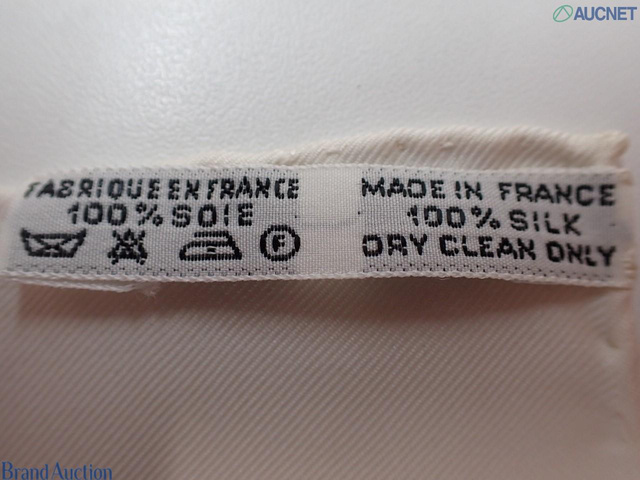 AUCNET
FABRIQUE EN FRANCE
100% SOIE
F
MADE IN FRANCE
100% SILK
DRY CLEAN ONLY
Brand Auction